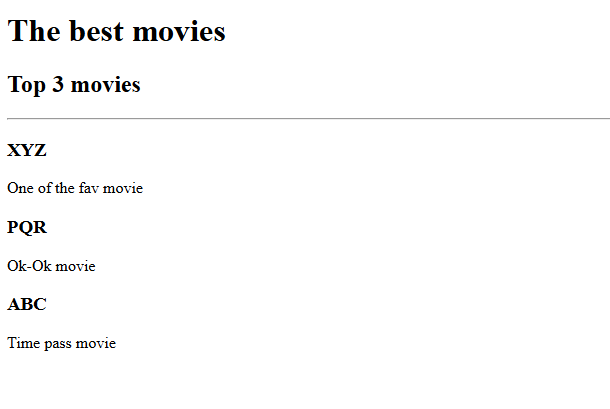 The best movies
Top 3 movies
XYZ
One of the fav movie
PQR
Ok-Ok movie
ABC
Time pass movie